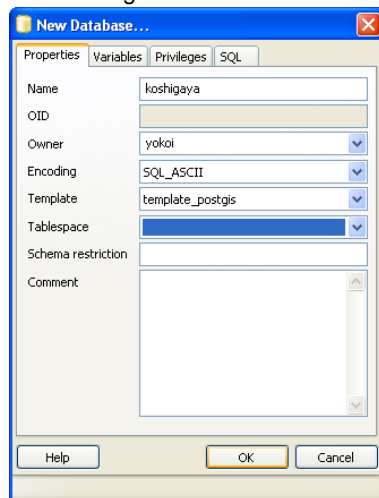 New Database...
Properties Variables Privileges SQL
Name koshigaya
OID
Owner yokoi
Encoding SQL_ASCII
Template template_postgis
Tablespace
Schema restriction
Comment
Help OK Cancel